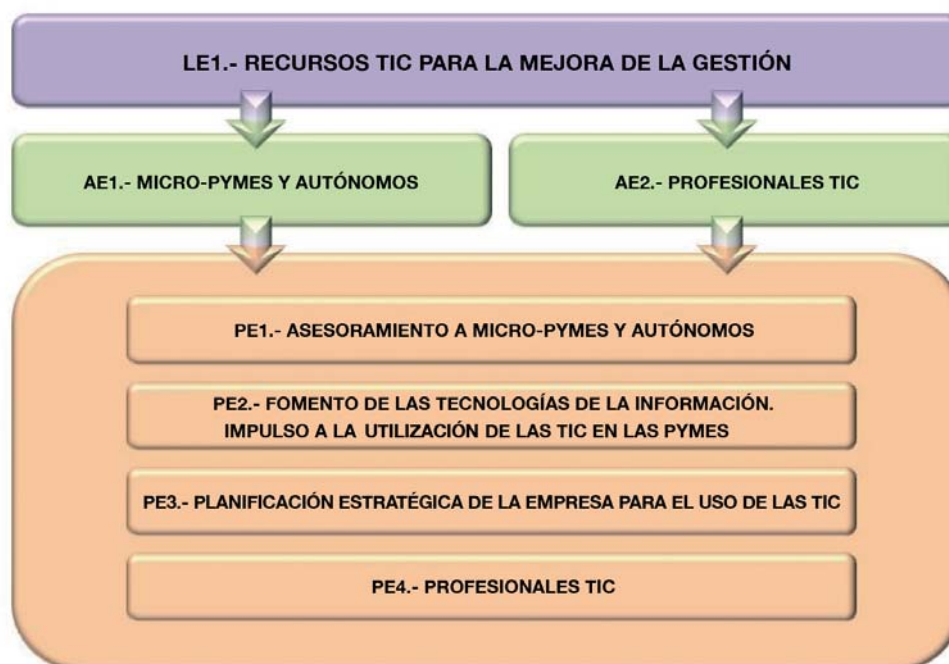 LE1.- RECURSOS TIC PARA LA MEJORA DE LA GESTIÓN
AE1.- MICRO-PYMES Y AUTÓNOMOS
AE2.- PROFESIONALES TIC
PE1.- ASESORAMIENTO A MICRO-PYMES Y AUTÓNOMOS
PE2.- FOMENTO DE LAS TECNOLOGÍAS DE LA INFORMACIÓN.
IMPULSO A LA UTILIZACIÓN DE LAS TIC EN LAS PYMES
PE3.- PLANIFICACIÓN ESTRATÉGICA DE LA EMPRESA PARA EL USO DE LAS TIC
PE4.- PROFESIONALES TIC